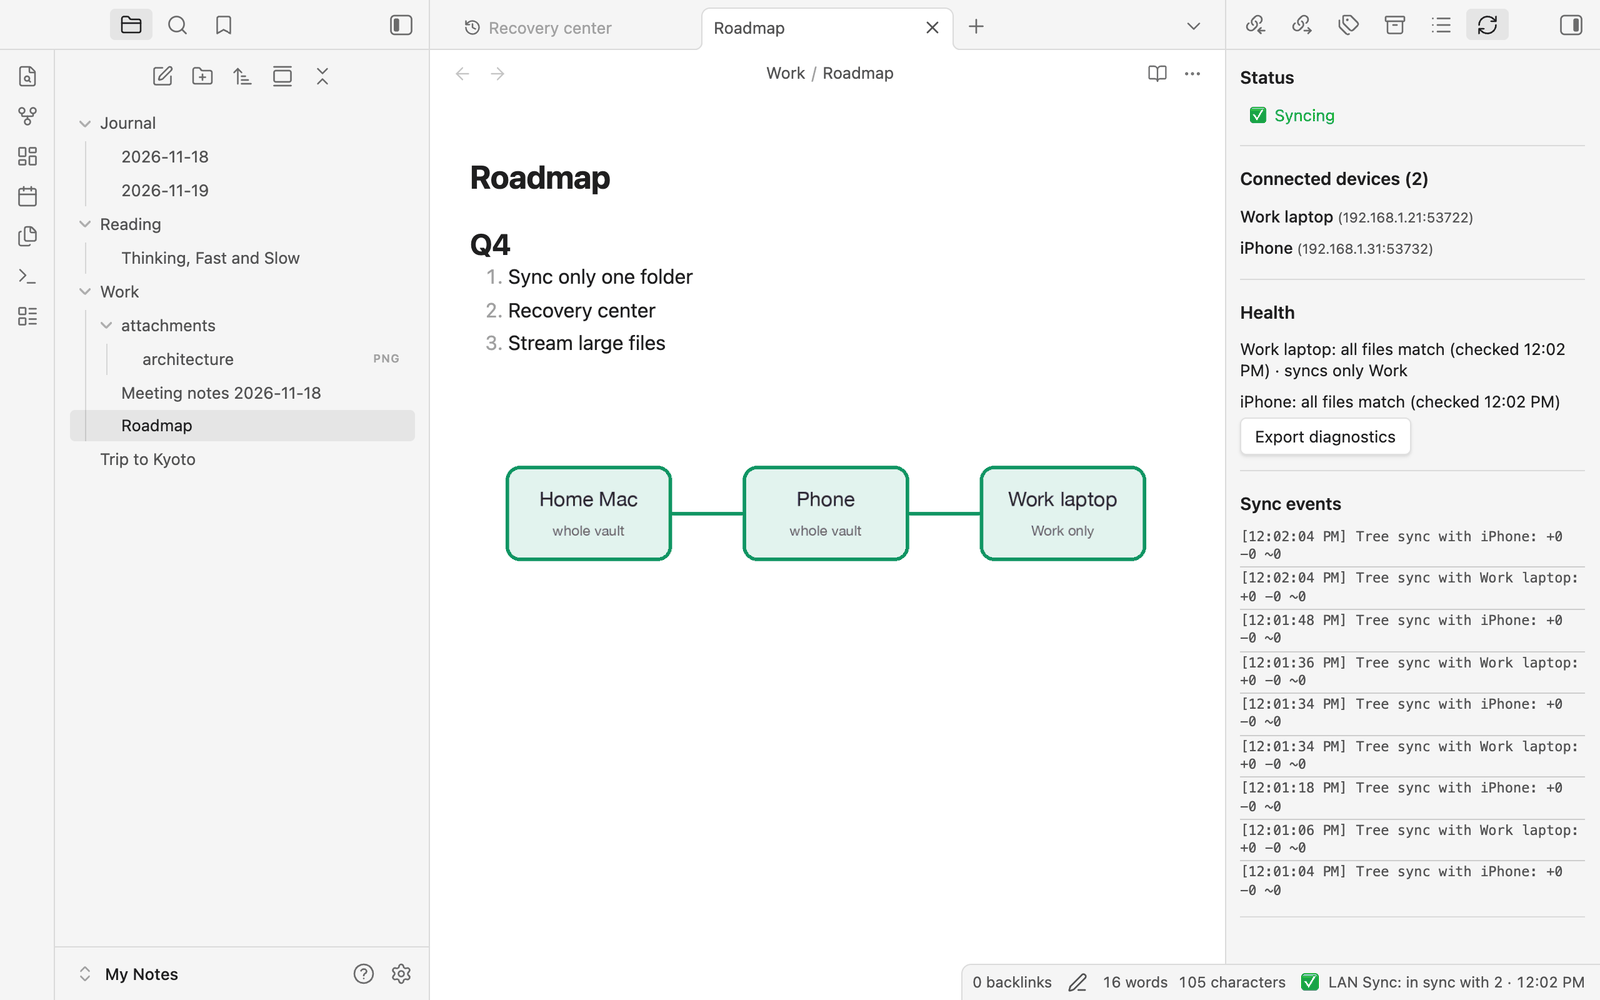 Recovery center
Roadmap
Work / Roadmap
Journal
2026-11-18
2026-11-19
Reading
Thinking, Fast and Slow
Work
attachments
architecture PNG
Meeting notes 2026-11-18
Roadmap
Trip to Kyoto
My Notes
Roadmap
Q4
1. Sync only one folder
2. Recovery center
3. Stream large files
Home Mac
whole vault
Phone
whole vault
Work laptop
Work only
Status
✅ Syncing
Connected devices (2)
Work laptop (192.168.1.21:53722)
iPhone (192.168.1.31:53732)
Health
Work laptop: all files match (checked 12:02
PM) · syncs only Work
iPhone: all files match (checked 12:02 PM)
Export diagnostics
Sync events
[12:02:04 PM] Tree sync with iPhone: +0
−0 ~0
[12:02:04 PM] Tree sync with Work laptop:
+0 −0 ~0
[12:01:48 PM] Tree sync with iPhone: +0
−0 ~0
[12:01:36 PM] Tree sync with Work laptop:
+0 −0 ~0
[12:01:34 PM] Tree sync with iPhone: +0
−0 ~0
[12:01:34 PM] Tree sync with Work laptop:
+0 −0 ~0
[12:01:18 PM] Tree sync with iPhone: +0
−0 ~0
[12:01:06 PM] Tree sync with Work laptop:
+0 −0 ~0
[12:01:04 PM] Tree sync with iPhone: +0
−0 ~0
0 backlinks 16 words 105 characters ✅ LAN Sync: in sync with 2 · 12:02 PM